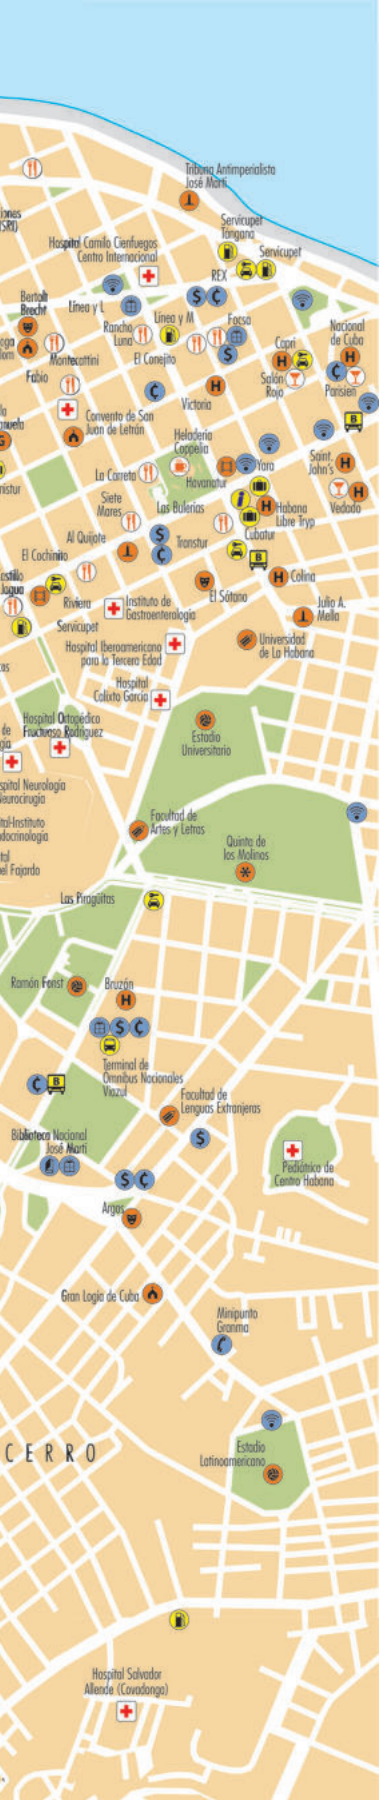 Tribuna Antimperialista
José Martí
Servicupet
Tangana
Servicupet
Hospital Camilo Cienfuegos
Centro Internacional
REX
$ ¢
Bertolt
Brecht
Línea y L
Rancho
Luna
Línea y M
Focsa
$
Nacional
de Cuba
H
Capri
H
Montecattini
El Conejito
Fabio
Salón
Rojo
¢
Parisien
¢
Victoria
H
B
Convento de San
Juan de Letrán
Heladería
Coppelia
Yara
Saint.
John's
H
La Carreta
Havanatur
Siete
Mares
Las Bulerías
i
H
Habana
Libre Tryp
H
Vedado
Al Quijote
$
¢
Transtur
Cubatur
B
El Cochinito
H
Colina
El Sótano
Riviera
Instituto de
Gastroenterología
Julio A.
Mella
Servicupet
Universidad
de La Habana
Hospital Iberoamericano
para la Tercera Edad
Hospital
Calixto García
Hospital Ortopédico
Fructuoso Rodríguez
Estadio
Universitario
Facultad de
Artes y Letras
Quinta de
los Molinos
Las Piragüitas
Ramón Fonst
Bruzón
H
$ ¢
Terminal de
Omnibus Nacionales
Viazul
¢ B
Facultad de
Lenguas Extranjeras
$
Biblioteca Nacional
José Martí
Pediátrico de
Centro Habana
$ ¢
Argos
Gran Logia de Cuba
Minipunto
Granma
CERRO
Estadio
Latinoamericano
Hospital Salvador
Allende (Covadonga)